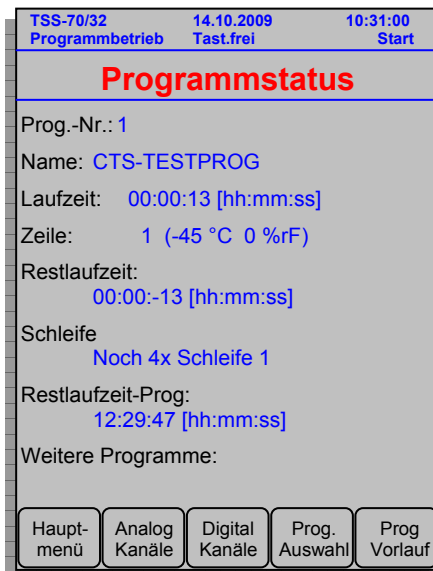 TSS-70/32 14.10.2009 10:31:00
Programmbetrieb Tast.frei Start
Programmstatus
Prog.-Nr.: 1
Name: CTS-TESTPROG
Laufzeit: 00:00:13 [hh:mm:ss]
Zeile: 1 (-45 °C 0 %rF)
Restlaufzeit:
00:00:-13 [hh:mm:ss]
Schleife
Noch 4x Schleife 1
Restlaufzeit-Prog:
12:29:47 [hh:mm:ss]
Weitere Programme:
Haupt- Analog Digital Prog. Prog
menü Kanäle Kanäle Auswahl Vorlauf